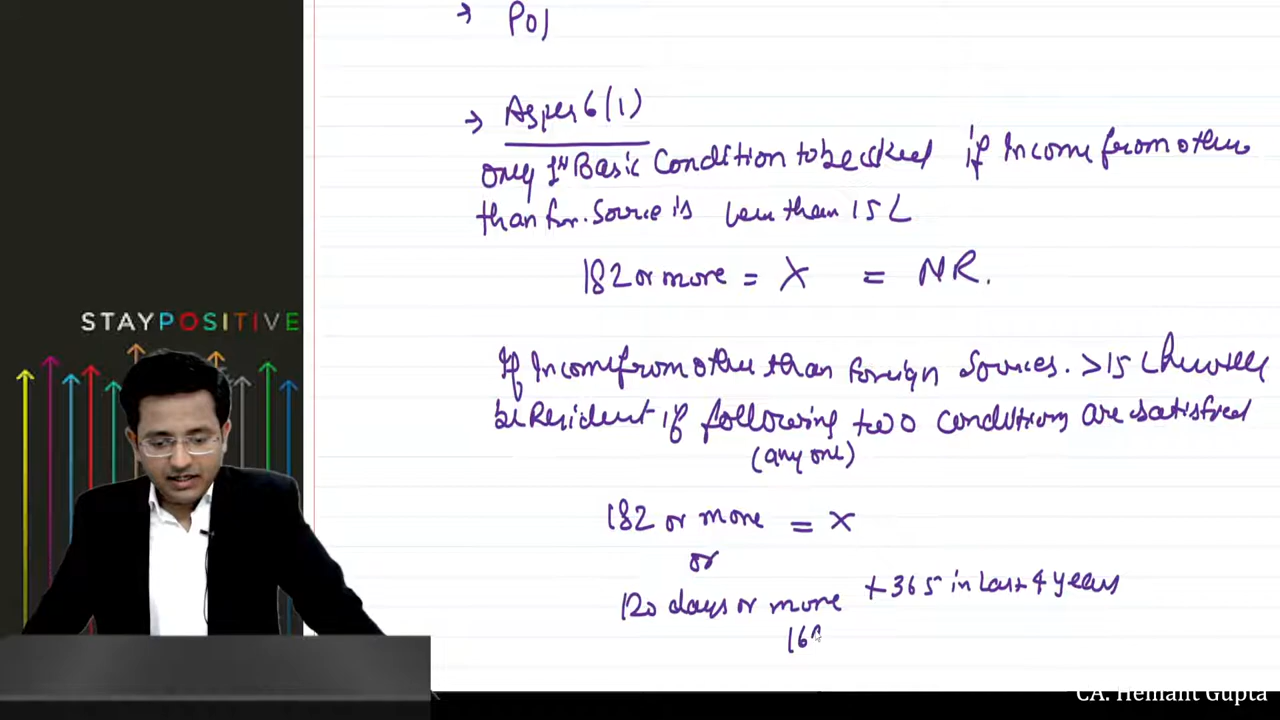 → POI
→ As per 6(1)
only 1st Basic Condition to be cked if Income from other
than for. Source is less than 15 L
182 or more = X = NR.
STAYPOSITIVE
If Income from other than Foreign Sources. > 15 L he will
be Resident if following two conditions are satisfied
(any one)
182 or more = X
or
120 days or more + 365 in Last 4 years
16
CA. Hemant Gupta